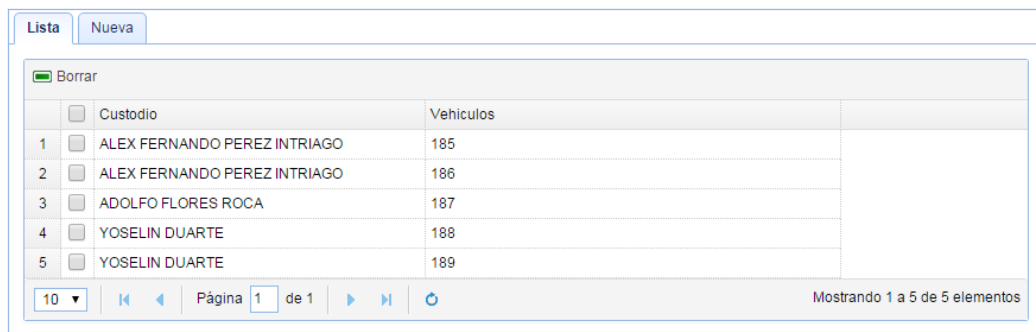 Lista Nueva
Borrar
Custodio Vehiculos
1 ALEX FERNANDO PEREZ INTRIAGO 185
2 ALEX FERNANDO PEREZ INTRIAGO 186
3 ADOLFO FLORES ROCA 187
4 YOSELIN DUARTE 188
5 YOSELIN DUARTE 189
10 Página 1 de 1 Mostrando 1 a 5 de 5 elementos